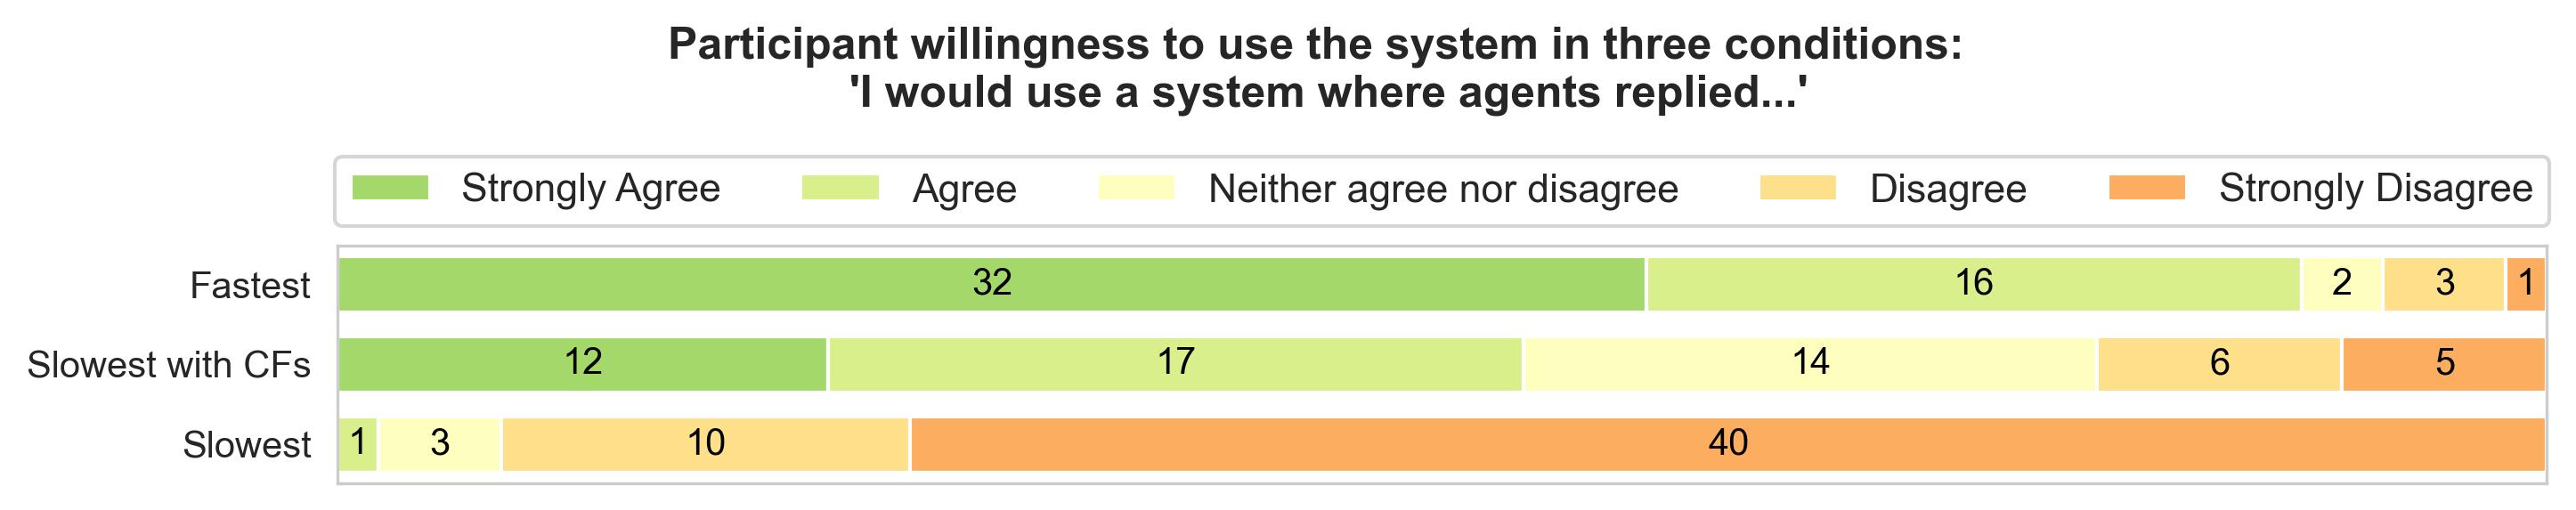 Participant willingness to use the system in three conditions:
'I would use a system where agents replied...'
Strongly Agree Agree Neither agree nor disagree Disagree Strongly Disagree
Fastest 32 16 2 3 1
Slowest with CFs 12 17 14 6 5
Slowest 1 3 10 40